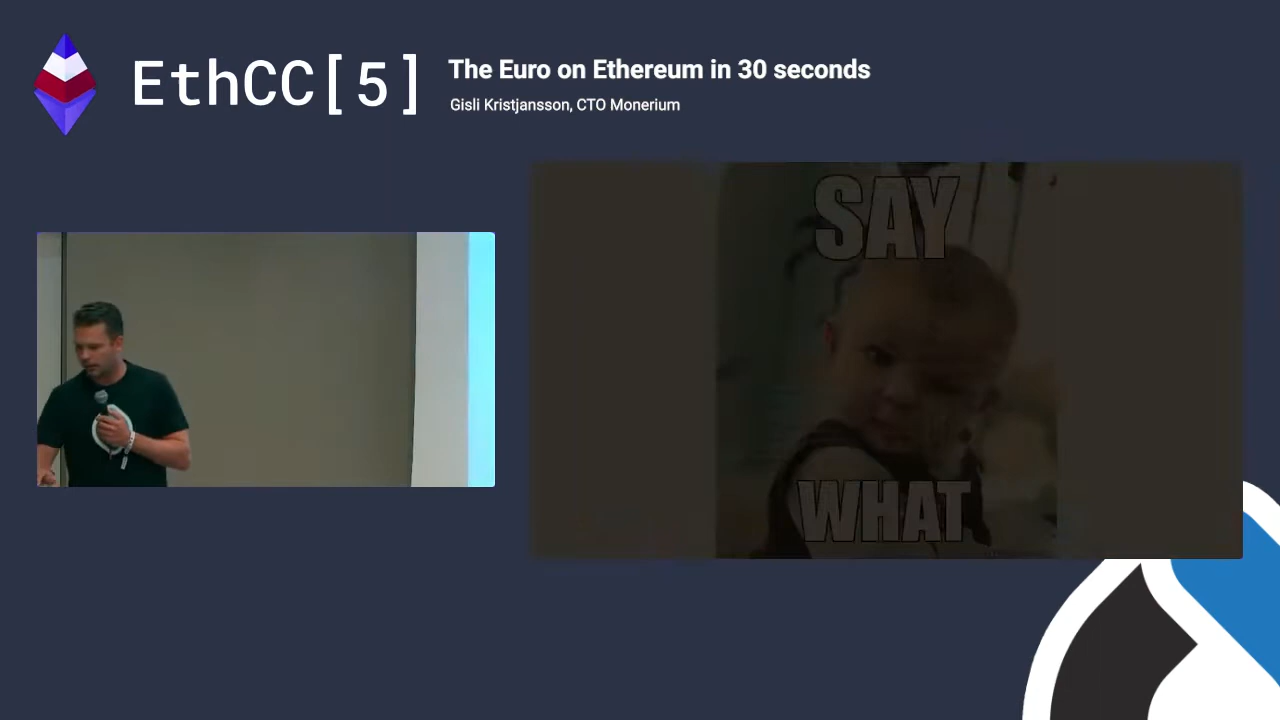 EthCC[5]
The Euro on Ethereum in 30 seconds
Gisli Kristjansson, CTO Monerium
SAY
WHAT